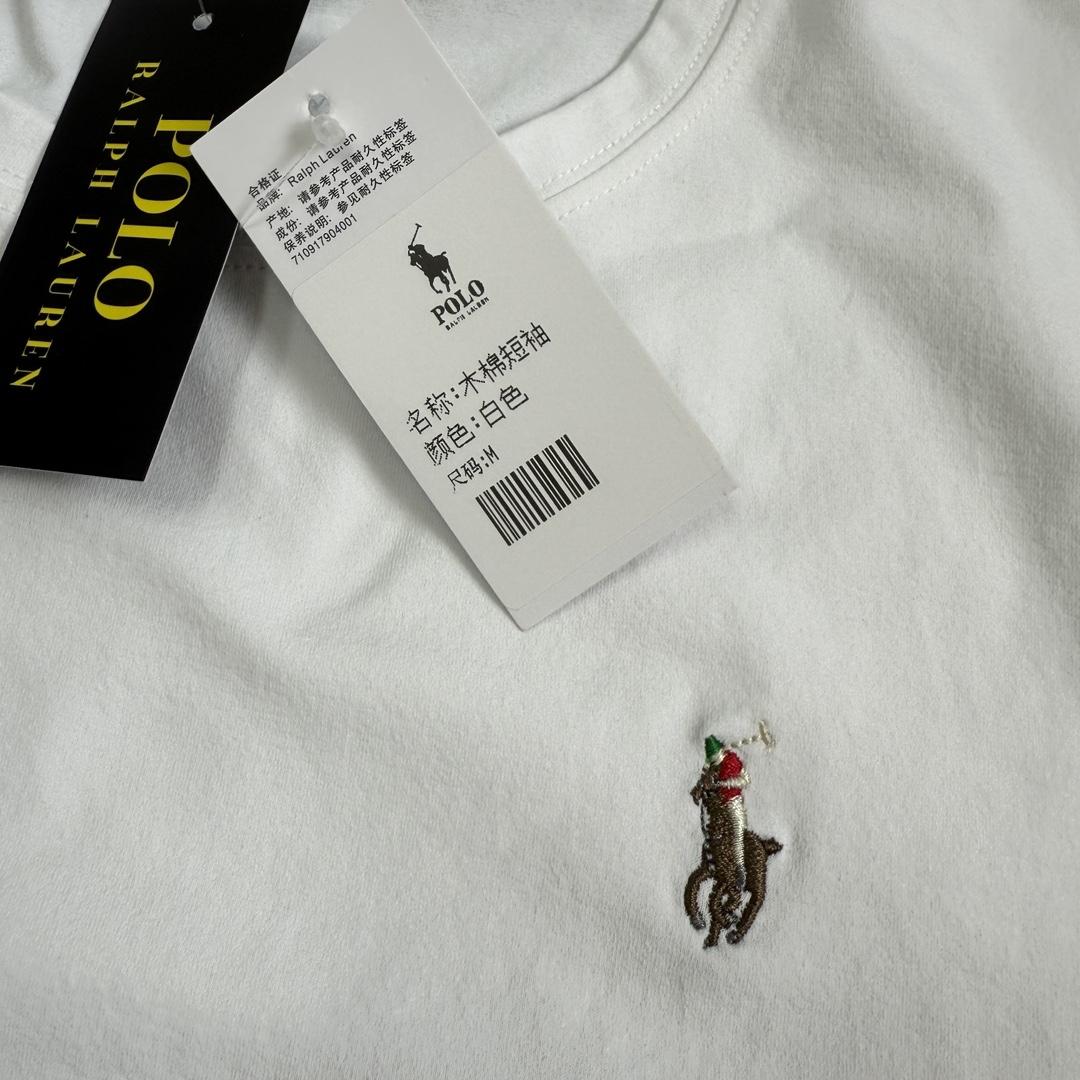 POLO
RALPH LAUREN
合格证
品牌: Ralph Lauren
产地: 请参考产品耐久性标签
成份: 请参考产品耐久性标签
保养说明: 参见耐久性标签
710917904001
POLO
RALPH LAUREN
名称:木棉短袖
颜色:白色
尺码:M